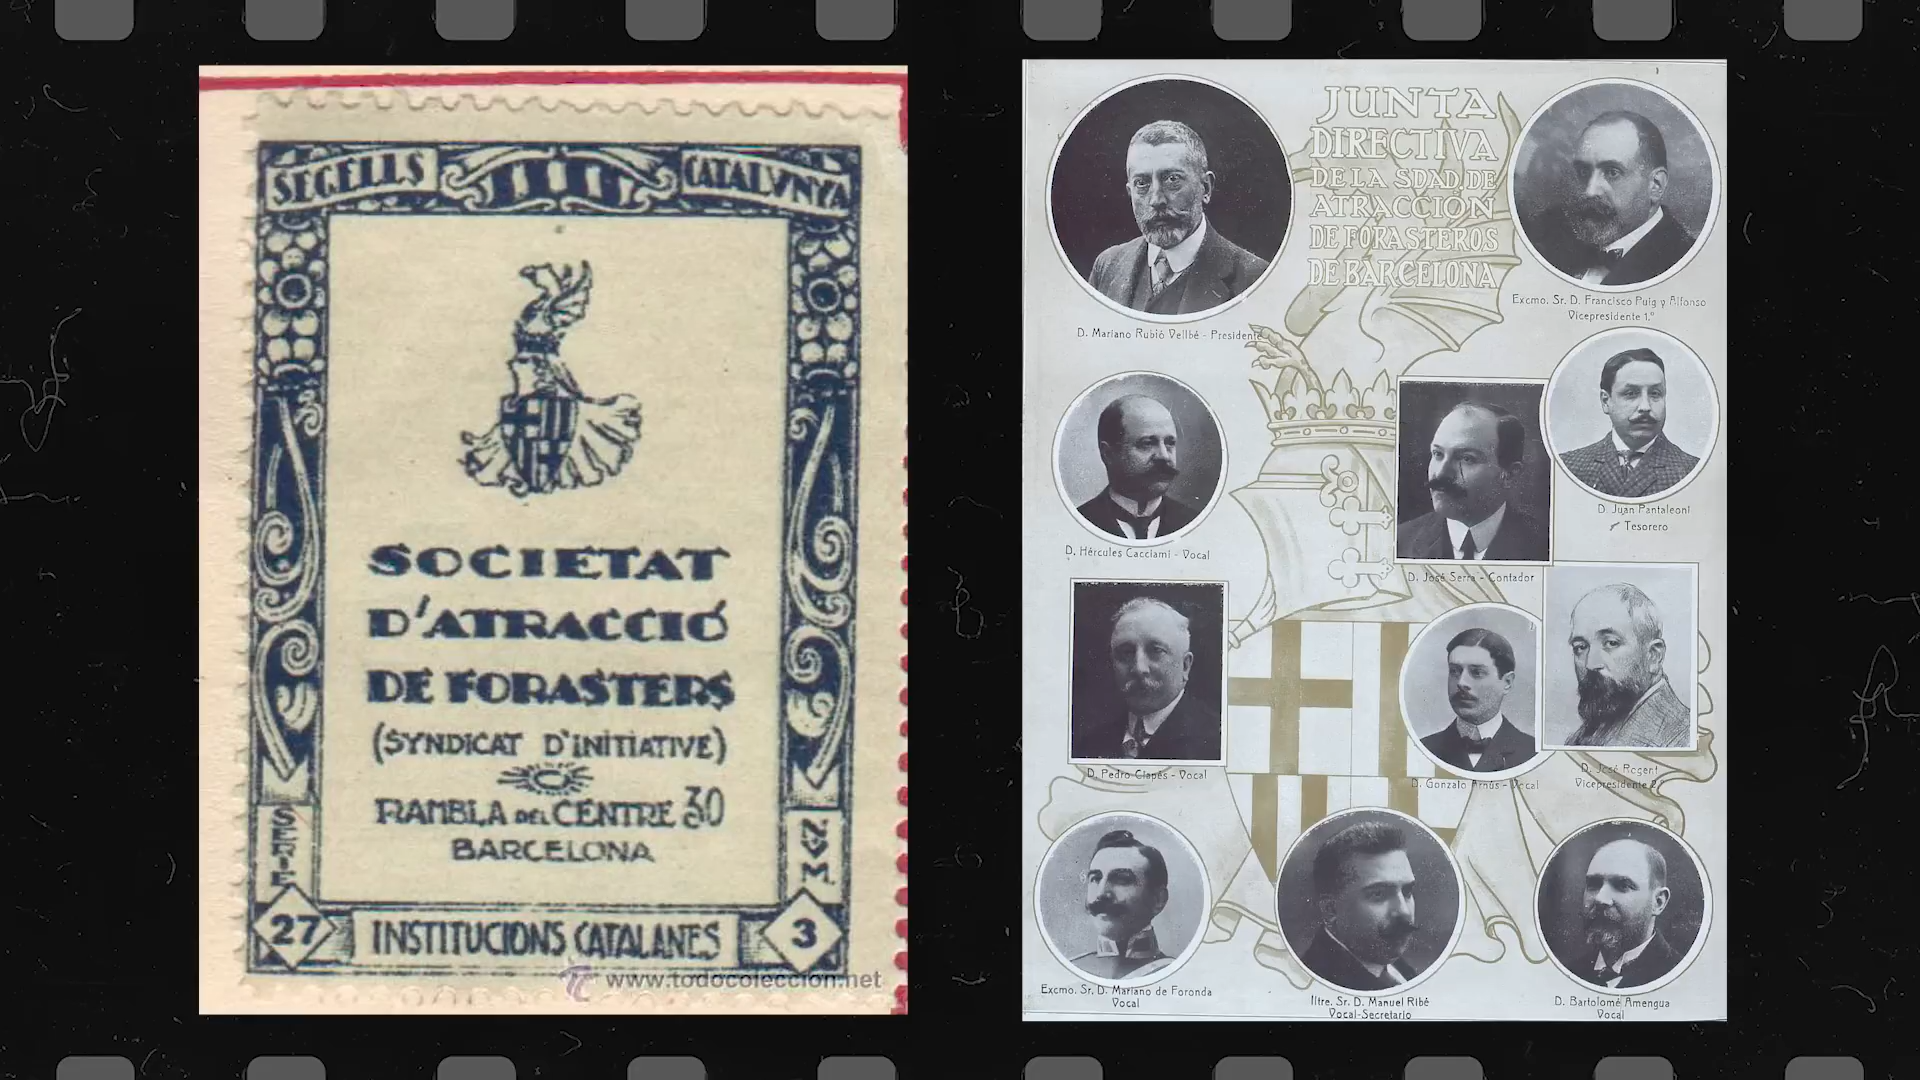 SEGELLS CATALVNYA
SOCIETAT
D'ATRACCIÓ
DE FORASTERS
(SYNDICAT D'INITIATIVE)
RAMBLA DEL CENTRE 30
BARCELONA
SERIE
27
NVM.
3
INSTITUCIONS CATALANES
www.todocoleccion.net
JUNTA
DIRECTIVA
DE LA SDAD. DE
ATRACCIÓN
DE FORASTEROS
DE BARCELONA
D. Mariano Rubió Vellbé - Presidente
Excmo. Sr. D. Francisco Puig y Alfonso
Vicepresidente 1.º
D. Hércules Cacciami - Vocal
D. José Serra - Contador
D. Juan Pantaleoni
Tesorero
D. Pedro Clapés - Vocal
D. Gonzalo Arnús - Vocal
D. José Rogent
Vicepresidente 2.º
Excmo. Sr. D. Mariano de Foronda
Vocal
Iltre. Sr. D. Manuel Ribé
Vocal-Secretario
D. Bartolomé Amengua
Vocal